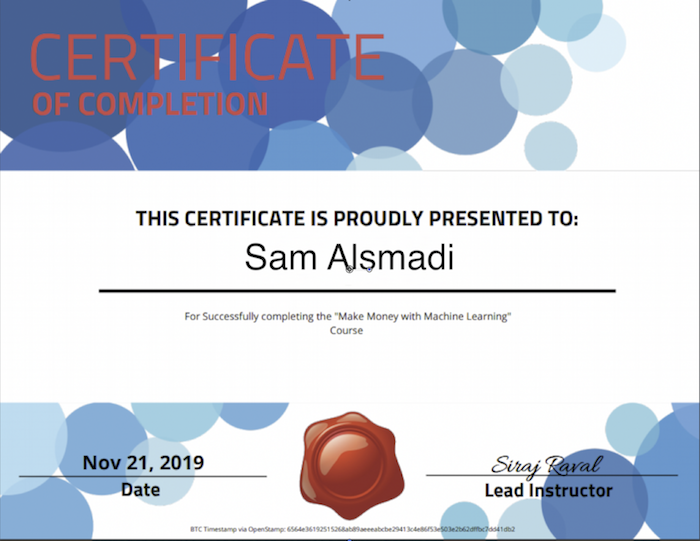 CERTIFICATE
OF COMPLETION
THIS CERTIFICATE IS PROUDLY PRESENTED TO:
Sam Alsmadi
For Successfully completing the "Make Money with Machine Learning"
Course
Nov 21, 2019
Date
Siraj Raval
Lead Instructor
BTC Timestamp via OpenStamp: